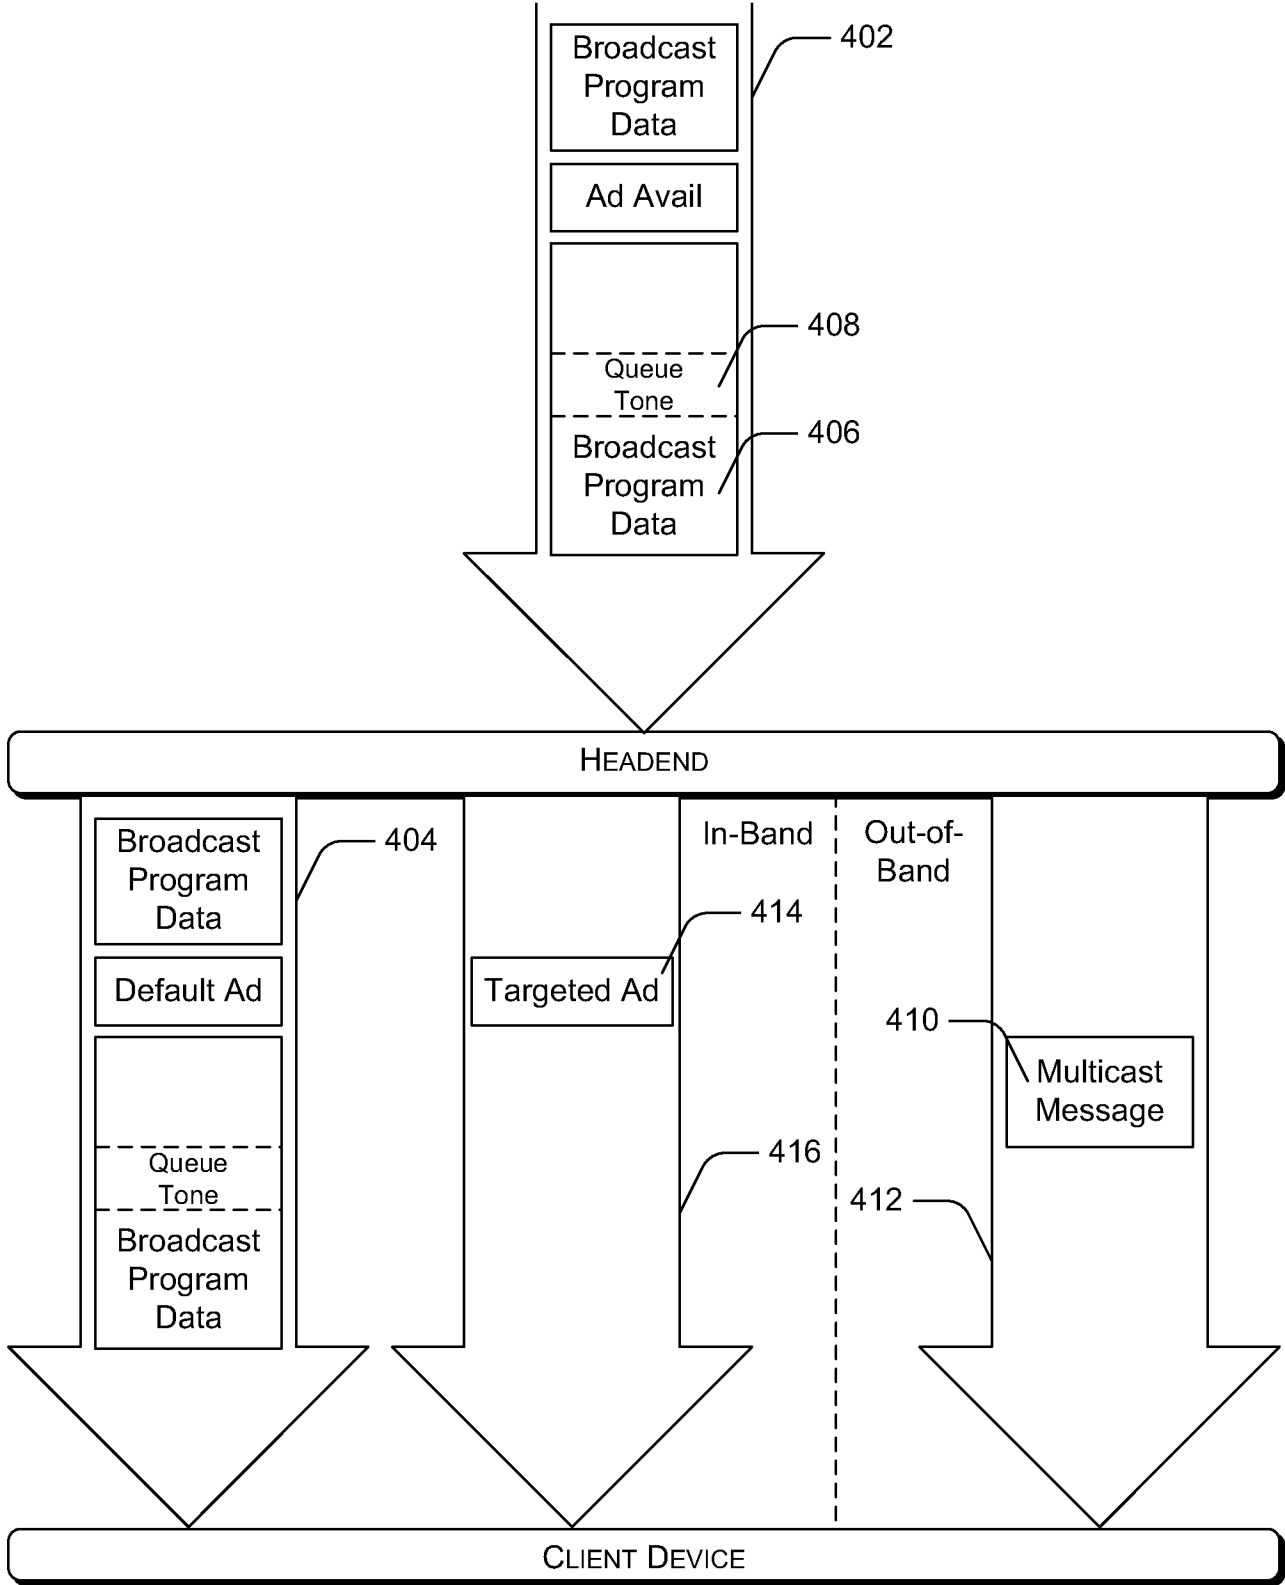 Broadcast
Program
Data
402
Ad Avail
408
Queue
Tone
406
Broadcast
Program
Data
HEADEND
Broadcast
Program
Data
404
In-Band
Out-of-
Band
414
Default Ad
Targeted Ad
410
Multicast
Message
416
Queue
Tone
412
Broadcast
Program
Data
CLIENT DEVICE